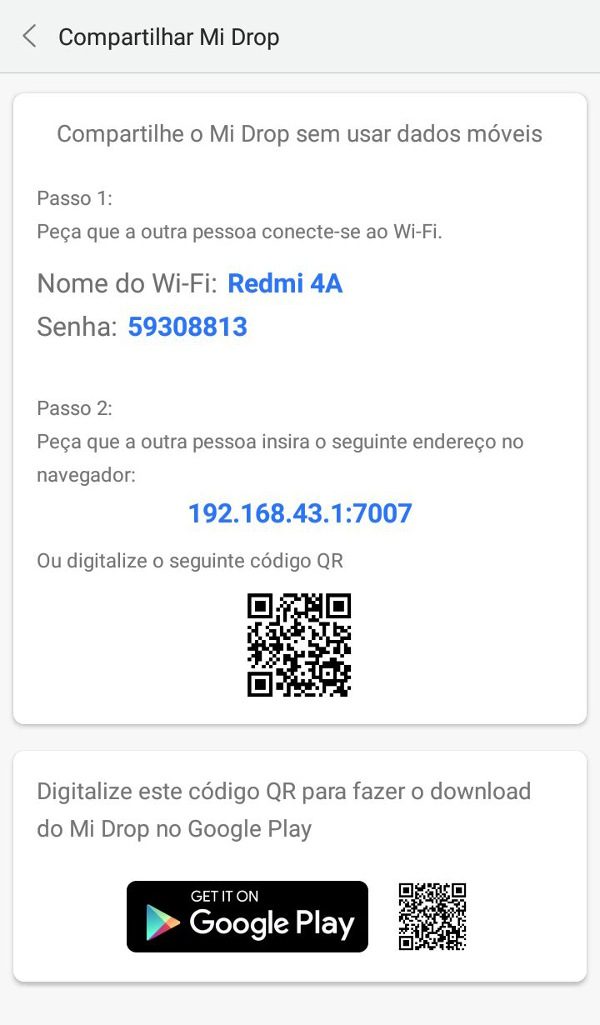 Compartilhar Mi Drop
Compartilhe o Mi Drop sem usar dados móveis
Passo 1:
Peça que a outra pessoa conecte-se ao Wi-Fi.
Nome do Wi-Fi: Redmi 4A
Senha: 59308813
Passo 2:
Peça que a outra pessoa insira o seguinte endereço no
navegador:
192.168.43.1:7007
Ou digitalize o seguinte código QR
Digitalize este código QR para fazer o download
do Mi Drop no Google Play
GET IT ON
Google Play